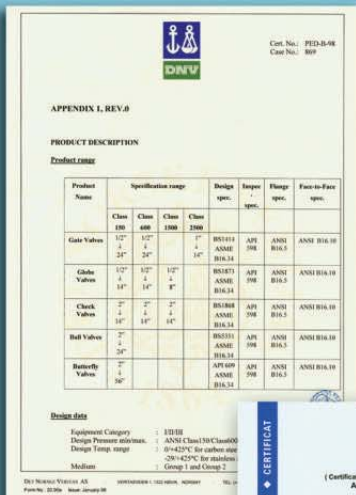 DNV
Cert. No.: PED-B-98
Case No.: 869
APPENDIX 1, REV.0
PRODUCT DESCRIPTION
Product range
Product Name Specification range Design spec. Inspec. spec. Flange spec. Face-to-Face spec.
Class 150 Class 600 Class 1500 Class 2500
Gate Valves 1/2" ↓ 24" 1/2" ↓ 24" 1" ↓ 14" BS1414 ASME B16.34 API 598 ANSI B16.5 ANSI B16.10
Globe Valves 1/2" ↓ 14" 1/2" ↓ 14" 1/2" ↓ 8" BS1873 ASME B16.34 API 598 ANSI B16.5 ANSI B16.10
Check Valves 2" ↓ 14" 2" ↓ 14" 2" ↓ 14" BS1868 ASME B16.34 API 598 ANSI B16.5 ANSI B16.10
Ball Valves 2" ↓ 24" BS5351 ASME B16.34 API 598 ANSI B16.5 ANSI B16.10
Butterfly Valves 2" ↓ 56" API 609 ASME B16.34 API 598 ANSI B16.5 ANSI B16.10
Design data
Equipment Category : I/II/III
Design Pressure min/max. : ANSI Class150/Class600
Design Temp. range : 0/+425°C for carbon stee
-29/+425°C for stainless
Medium : Group 1 and Group 2
DET NORSKE VERITAS AS
CERTIFICAT
( Certific
A